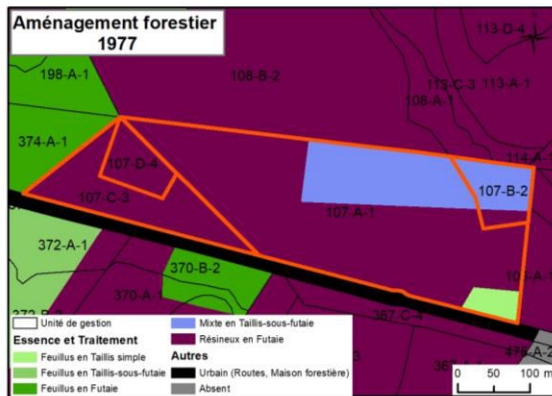 Aménagement forestier
1977
113-D-4
198-A-1
108-B-2
113-C-3
113-A-1
108-A-1
374-A-1
114-A-1
107-D-4
107-B-2
107-C-3
107-A-1
372-A-1
370-B-2
370-A-1
367-C-4
Unité de gestion
Essence et Traitement
Feuillus en Taillis simple
Feuillus en Taillis-sous-futaie
Feuillus en Futaie
Mixte en Taillis-sous-futaie
Résineux en Futaie
Autres
Urbain (Routes, Maison forestière)
Absent
0 50 100 m